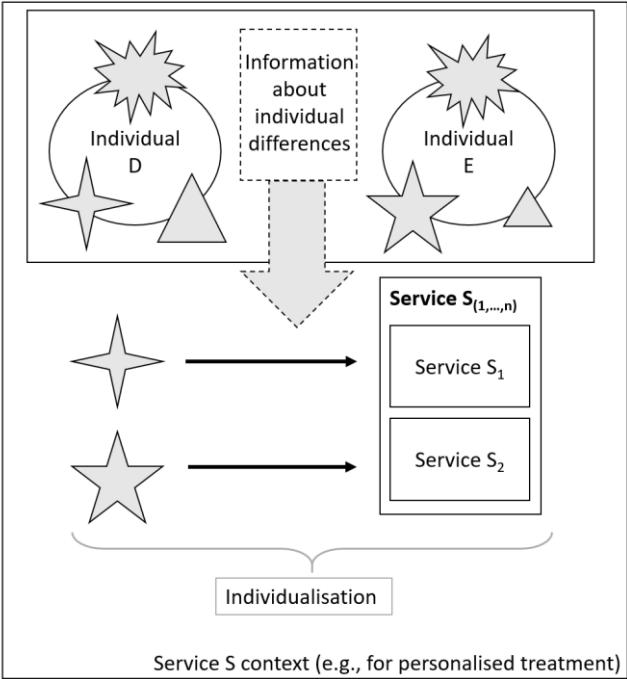 Individual
D
Information
about
individual
differences
Individual
E
Service S(1,...,n)
Service S1
Service S2
Individualisation
Service S context (e.g., for personalised treatment)